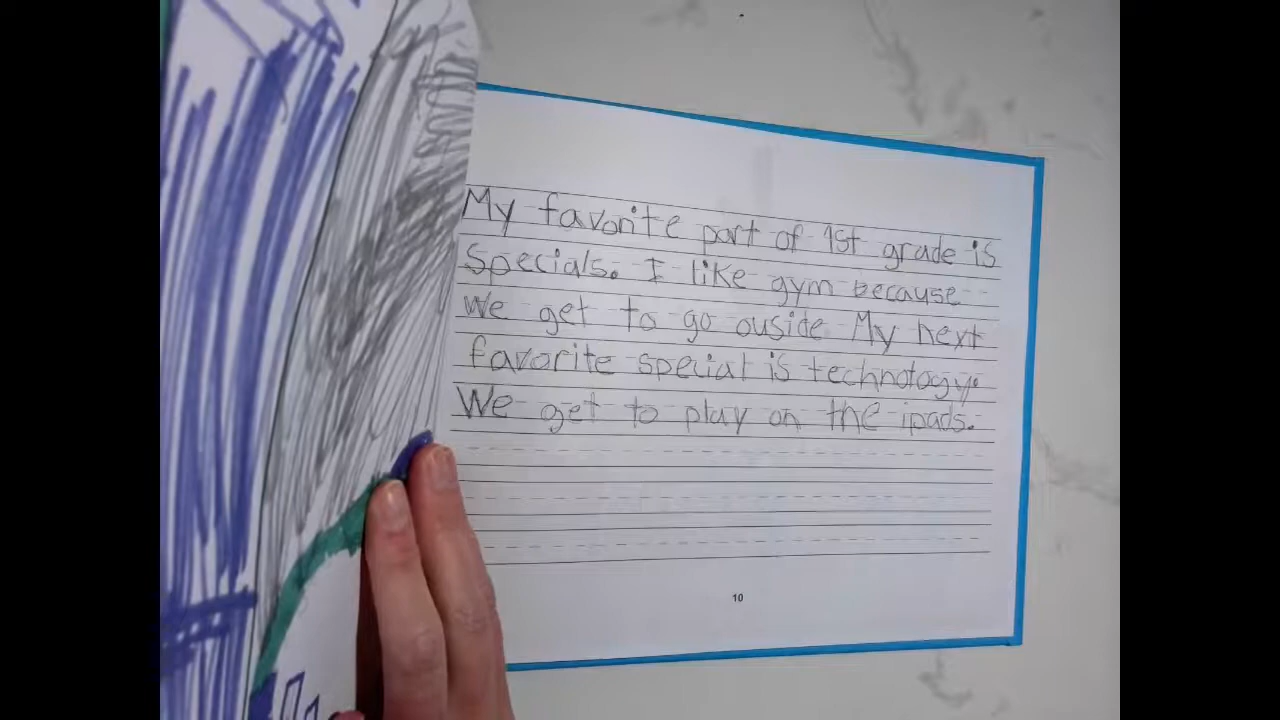 My favorite part of 1st grade is
specials. I like gym because
We get to go ouside My next
favorite special is technology.
We get to play on the ipads.
10